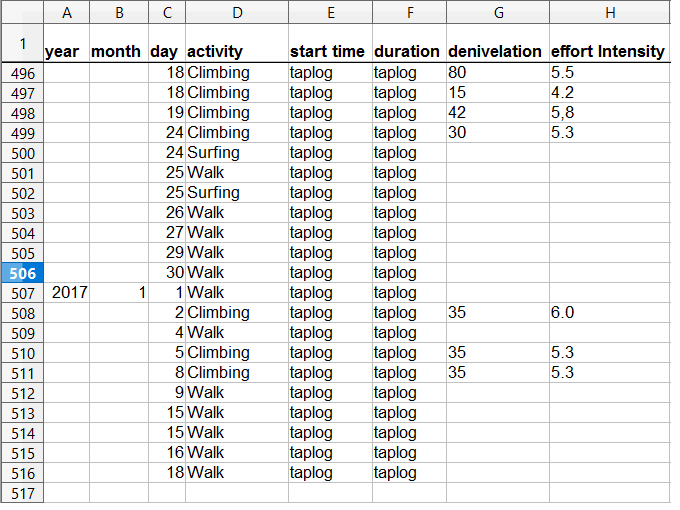 A B C D E F G H
1 year month day activity start time duration denivelation effort Intensity
496 18 Climbing taplog taplog 80 5.5
497 18 Climbing taplog taplog 15 4.2
498 19 Climbing taplog taplog 42 5,8
499 24 Climbing taplog taplog 30 5.3
500 24 Surfing taplog taplog
501 25 Walk taplog taplog
502 25 Surfing taplog taplog
503 26 Walk taplog taplog
504 27 Walk taplog taplog
505 29 Walk taplog taplog
506 30 Walk taplog taplog
507 2017 1 1 Walk taplog taplog
508 2 Climbing taplog taplog 35 6.0
509 4 Walk taplog taplog
510 5 Climbing taplog taplog 35 5.3
511 8 Climbing taplog taplog 35 5.3
512 9 Walk taplog taplog
513 15 Walk taplog taplog
514 15 Walk taplog taplog
515 16 Walk taplog taplog
516 18 Walk taplog taplog
517